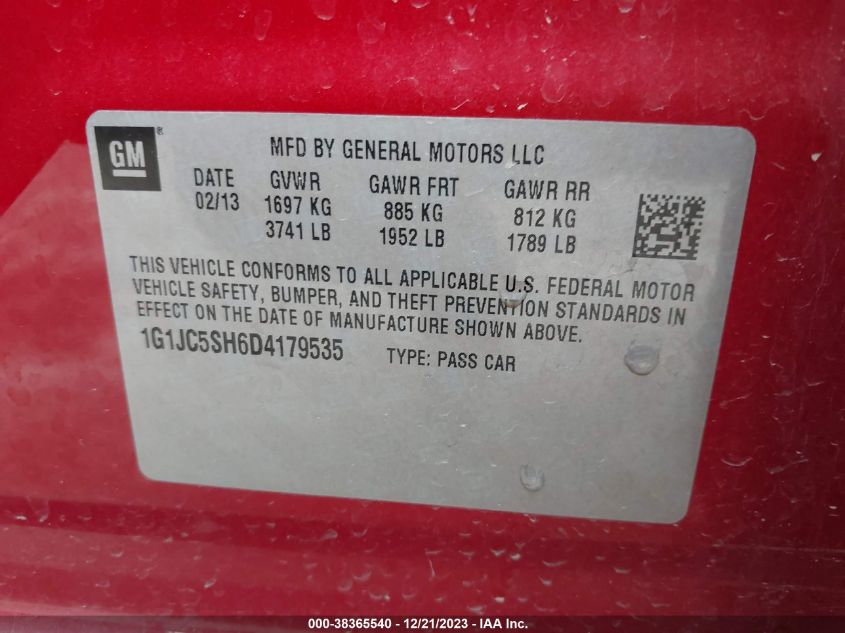 GM®
MFD BY GENERAL MOTORS LLC
DATE GVWR GAWR FRT GAWR RR
02/13 1697 KG 885 KG 812 KG
3741 LB 1952 LB 1789 LB
THIS VEHICLE CONFORMS TO ALL APPLICABLE U.S. FEDERAL MOTOR
VEHICLE SAFETY, BUMPER, AND THEFT PREVENTION STANDARDS IN
EFFECT ON THE DATE OF MANUFACTURE SHOWN ABOVE.
1G1JC5SH6D4179535 TYPE: PASS CAR
000-38365540 - 12/21/2023 - IAA Inc.